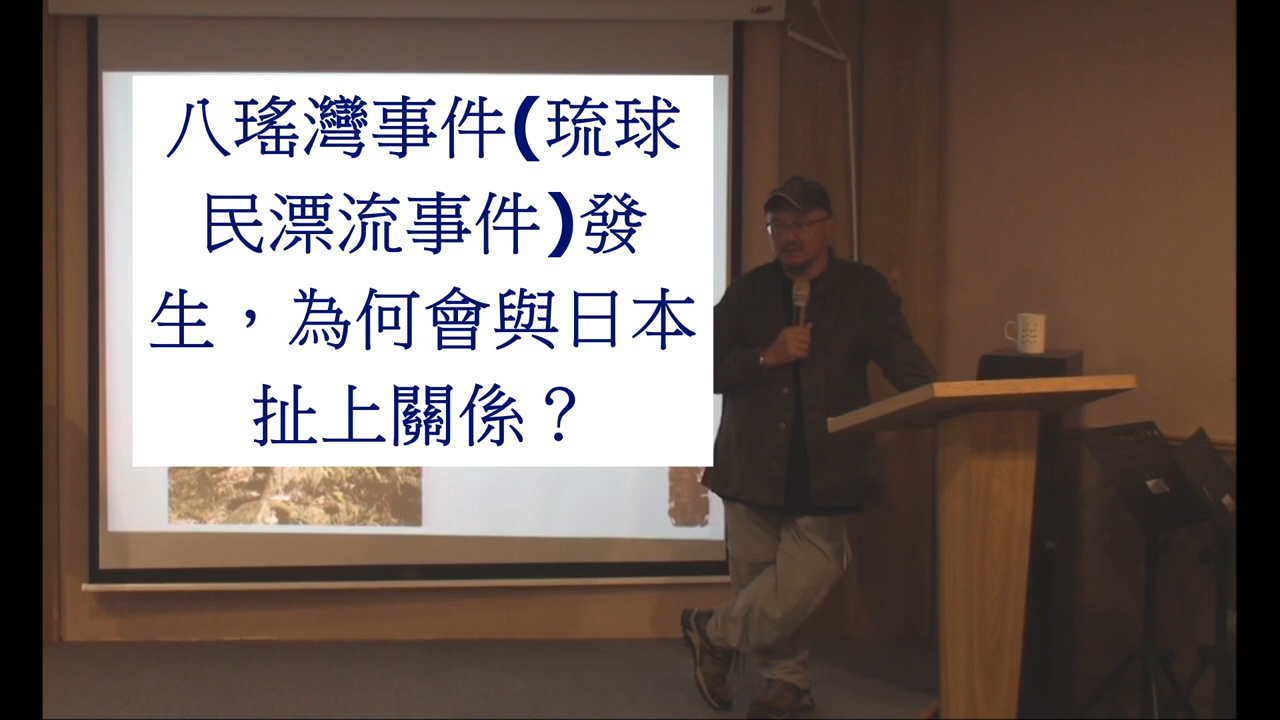 八瑤灣事件(琉球
民漂流事件)發
生，為何會與日本
扯上關係？